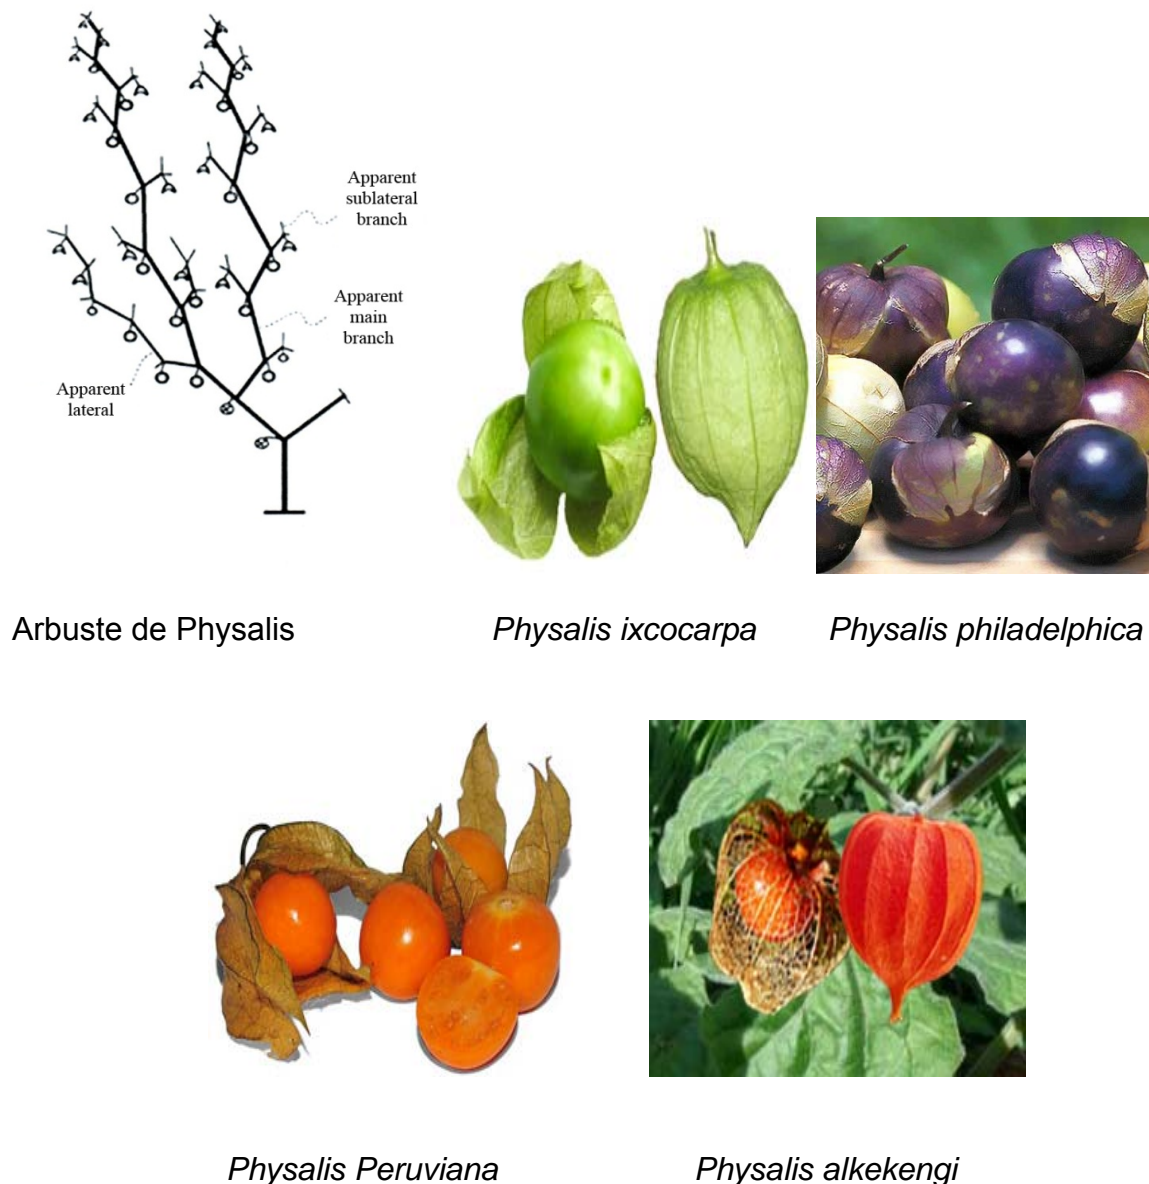 Apparent
sublateral
branch
Apparent
main
branch
Apparent
lateral
Arbuste de Physalis
Physalis ixcocarpa
Physalis philadelphica
Physalis Peruviana
Physalis alkekengi